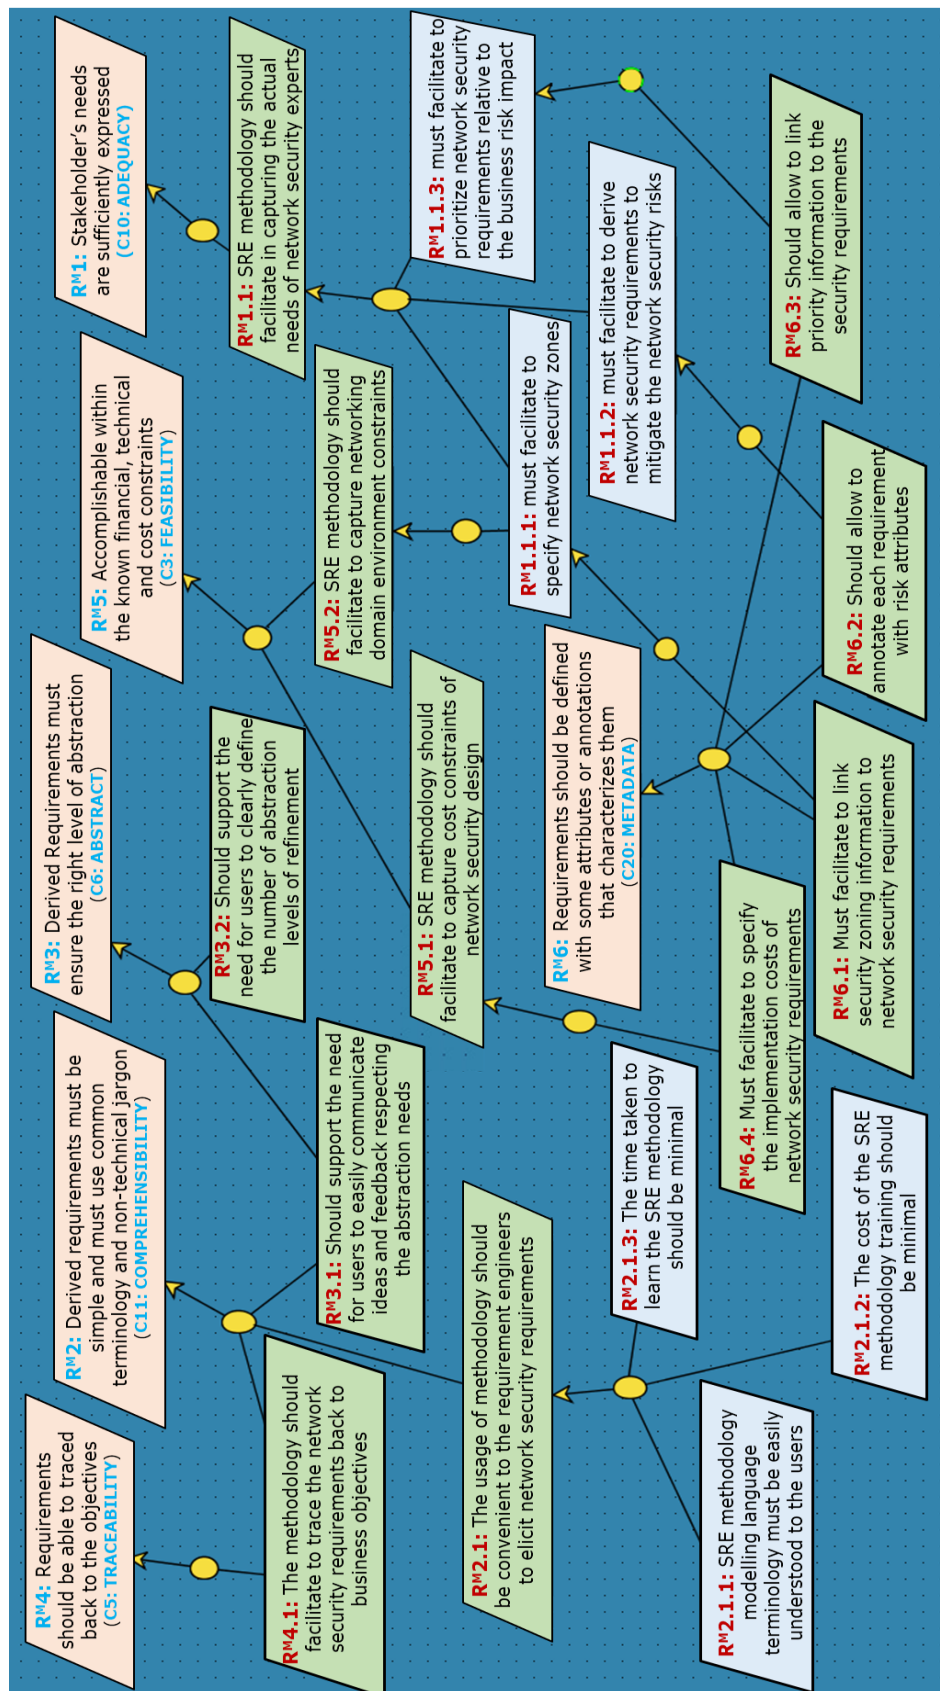 Rᴹ4: Requirements
should be able to traced
back to the objectives
(C5: TRACEABILITY)
Rᴹ2: Derived requirements must be
simple and must use common
terminology and non-technical jargon
(C11: COMPREHENSIBILITY)
Rᴹ3: Derived Requirements must
ensure the right level of abstraction
(C6: ABSTRACT)
Rᴹ5: Accomplishable within
the known financial, technical
and cost constraints
(C3: FEASIBILITY)
Rᴹ1: Stakeholder’s needs
are sufficiently expressed
(C10: ADEQUACY)
Rᴹ4.1: The methodology should
facilitate to trace the network
security requirements back to
business objectives
Rᴹ3.1: Should support the need
for users to easily communicate
ideas and feedback respecting
the abstraction needs
Rᴹ3.2: Should support the
need for users to clearly define
the number of abstraction
levels of refinement
Rᴹ5.2: SRE methodology should
facilitate to capture networking
domain environment constraints
Rᴹ1.1: SRE methodology should
facilitate in capturing the actual
needs of network security experts
Rᴹ2.1: The usage of methodology should
be convenient to the requirement engineers
to elicit network security requirements
Rᴹ5.1: SRE methodology should
facilitate to capture cost constraints of
network security design
Rᴹ1.1.3: must facilitate to
prioritize network security
requirements relative to
the business risk impact
Rᴹ6: Requirements should be defined
with some attributes or annotations
that characterizes them
(C20: METADATA)
Rᴹ1.1.1: must facilitate to
specify network security zones
Rᴹ1.1.2: must facilitate to derive
network security requirements to
mitigate the network security risks
Rᴹ2.1.3: The time taken to
learn the SRE methodology
should be minimal
Rᴹ2.1.1: SRE methodology
modelling language
terminology must be easily
understood to the users
Rᴹ2.1.2: The cost of the SRE
methodology training should
be minimal
Rᴹ6.4: Must facilitate to specify
the implementation costs of
network security requirements
Rᴹ6.1: Must facilitate to link
security zoning information to
network security requirements
Rᴹ6.2: Should allow to
annotate each requirement
with risk attributes
Rᴹ6.3: Should allow to link
priority information to the
security requirements